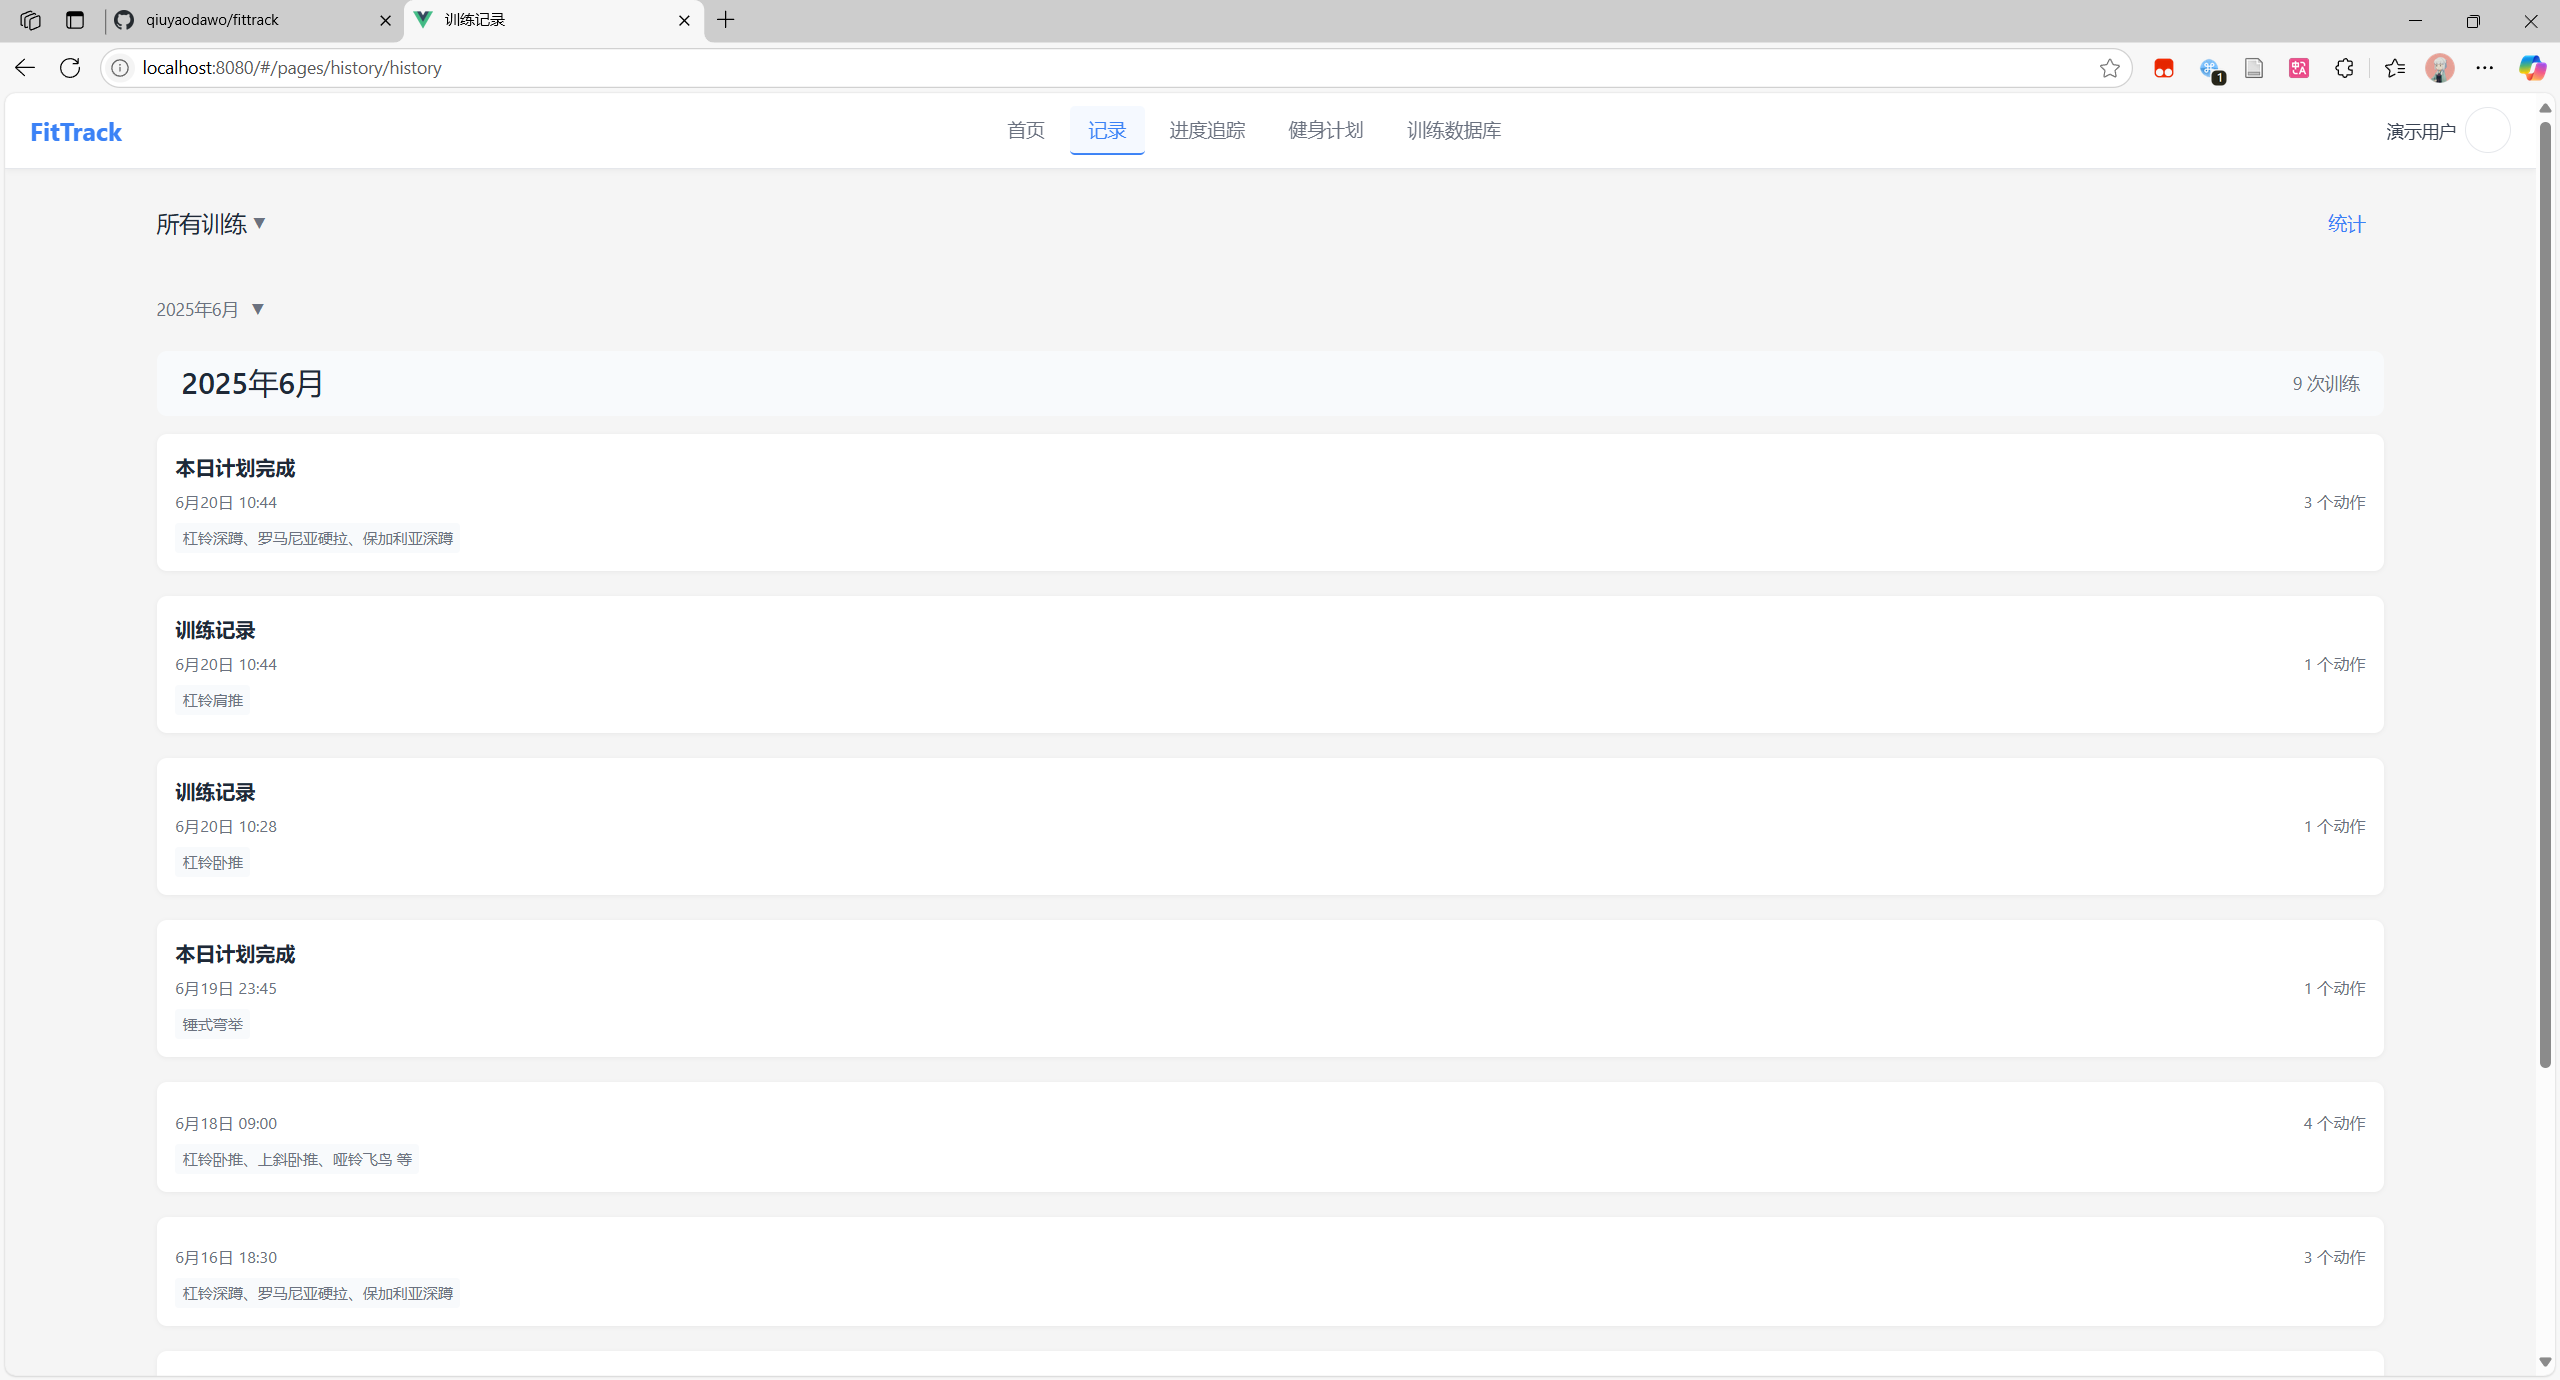 qiuyaodawo/fittrack
训练记录
localhost:8080/#/pages/history/history
1
FitTrack
首页
记录
进度追踪
健身计划
训练数据库
演示用户
所有训练 ▼
统计
2025年6月 ▼
2025年6月
9 次训练
本日计划完成
6月20日 10:44
3 个动作
杠铃深蹲、罗马尼亚硬拉、保加利亚深蹲
训练记录
6月20日 10:44
1 个动作
杠铃肩推
训练记录
6月20日 10:28
1 个动作
杠铃卧推
本日计划完成
6月19日 23:45
1 个动作
锤式弯举
6月18日 09:00
4 个动作
杠铃卧推、上斜卧推、哑铃飞鸟 等
6月16日 18:30
3 个动作
杠铃深蹲、罗马尼亚硬拉、保加利亚深蹲